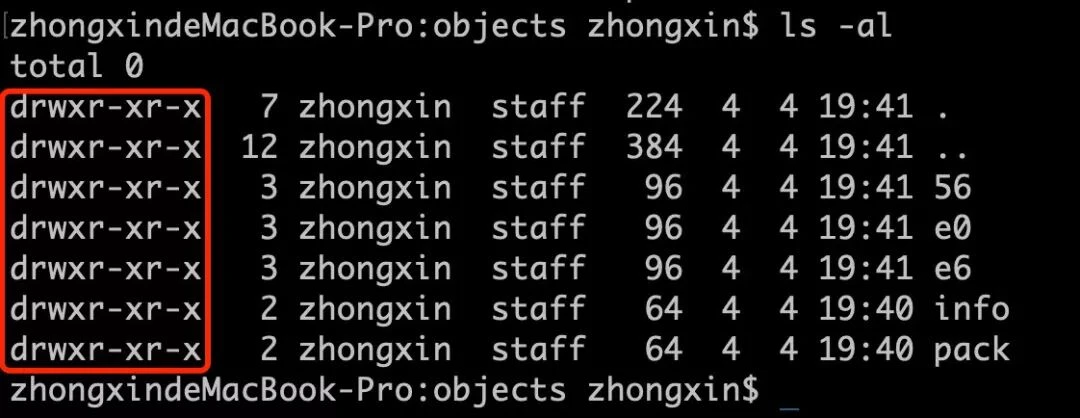 zhongxindeMacBook-Pro:objects zhongxin$ ls -al
total 0
drwxr-xr-x   7 zhongxin  staff  224  4  4 19:41 .
drwxr-xr-x  12 zhongxin  staff  384  4  4 19:41 ..
drwxr-xr-x   3 zhongxin  staff   96  4  4 19:41 56
drwxr-xr-x   3 zhongxin  staff   96  4  4 19:41 e0
drwxr-xr-x   3 zhongxin  staff   96  4  4 19:41 e6
drwxr-xr-x   2 zhongxin  staff   64  4  4 19:40 info
drwxr-xr-x   2 zhongxin  staff   64  4  4 19:40 pack
zhongxindeMacBook-Pro:objects zhongxin$ _